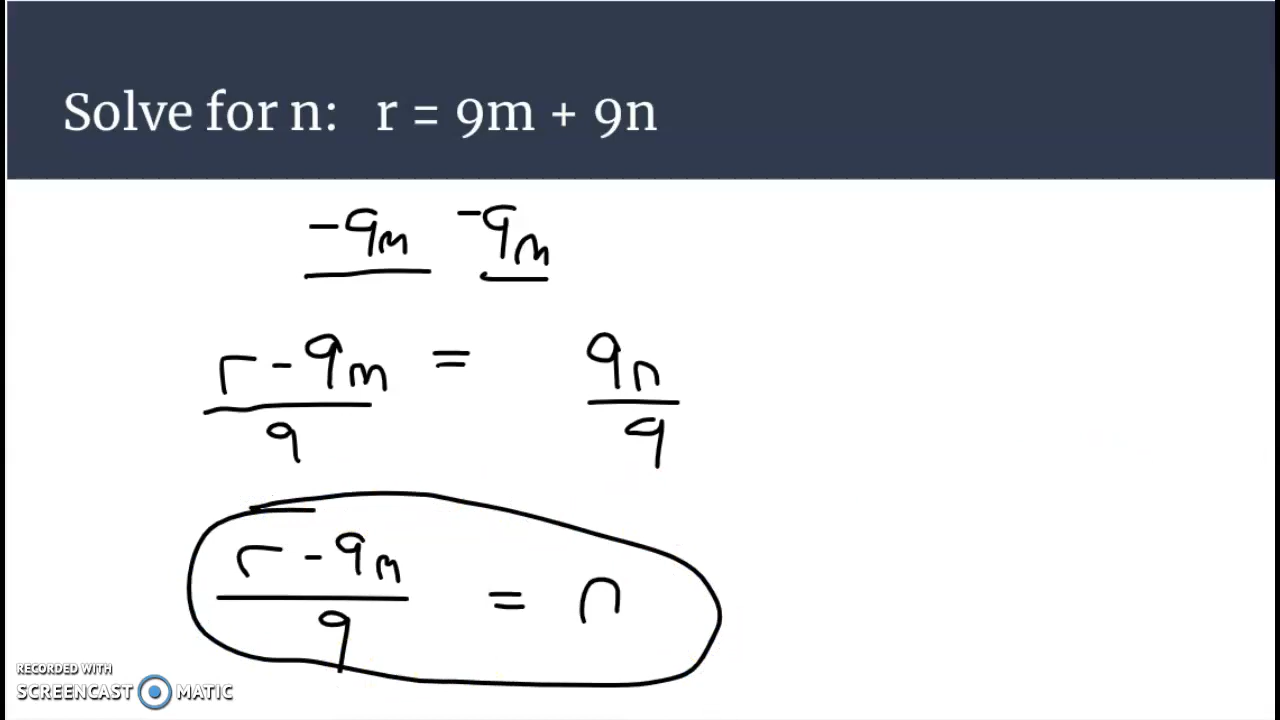 Solve for n: r = 9m + 9n
-9m -9m
r - 9m = 9n
9 9
r - 9m
= n
9
RECORDED WITH
SCREENCAST MATIC